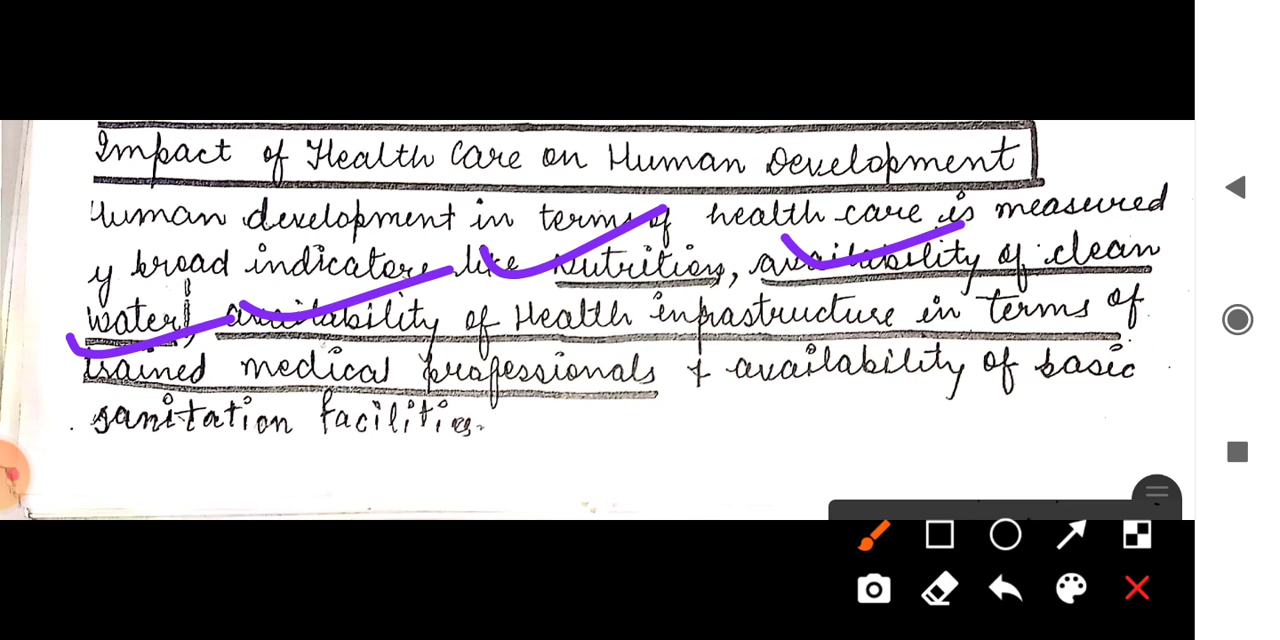 Impact of Health Care on Human Development
Human development in terms of health care is measured
y broad indicators like nutrition, availability of clean
water, availability of Health infrastructure in terms of
trained medical professionals + availability of basic
sanitation facilities.